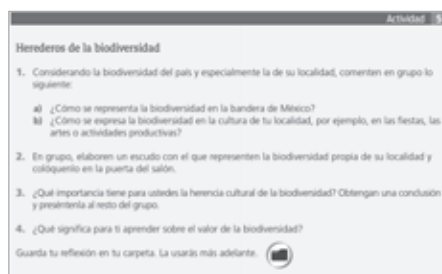 Actividad 5
Herederos de la biodiversidad
1. Considerando la biodiversidad del país y especialmente la de su localidad, comenten en grupo lo
siguiente:
a) ¿Cómo se representa la biodiversidad en la bandera de México?
b) ¿Cómo se expresa la biodiversidad en la cultura de tu localidad, por ejemplo, en las fiestas, las
artes o actividades productivas?
2. En grupo, elaboren un escudo con el que representen la biodiversidad propia de su localidad y
colóquenlo en la puerta del salón.
3. ¿Qué importancia tiene para ustedes la herencia cultural de la biodiversidad? Obtengan una conclusión
y preséntenla al resto del grupo.
4. ¿Qué significa para ti aprender sobre el valor de la biodiversidad?
Guarda tu reflexión en tu carpeta. La usarás más adelante.